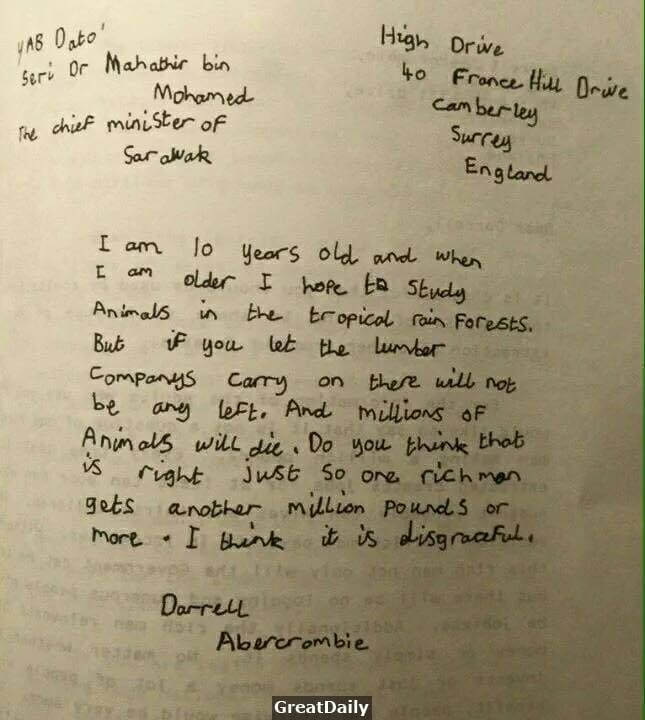 YAB Dato'
Seri Dr Mahathir bin
Mohamed
The chief minister of
Sarawak
High Drive
40 France Hill Drive
Camberley
Surrey
England
I am 10 years old and when
I am older I hope to study
Animals in the tropical rain Forests.
But if you let the lumber
Companys carry on there will not
be any left. And millions of
Animals will die. Do you think that
is right just so one rich man
gets another million pounds or
more. I think it is disgraceful.
Darrell
Abercrombie
GreatDaily